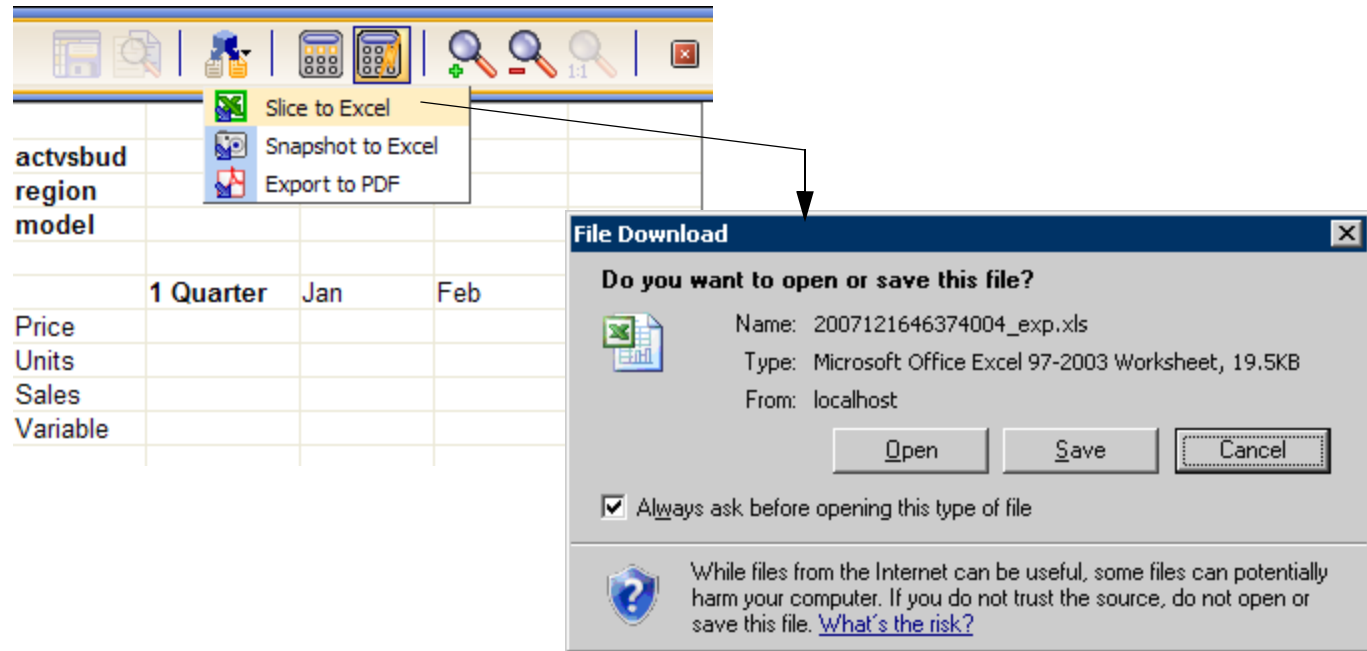 1:1
Slice to Excel
Snapshot to Excel
Export to PDF
actvsbud
region
model
1 Quarter Jan Feb
Price
Units
Sales
Variable
File Download
Do you want to open or save this file?
Name: 2007121646374004_exp.xls
Type: Microsoft Office Excel 97-2003 Worksheet, 19.5KB
From: localhost
Open Save Cancel
Always ask before opening this type of file
While files from the Internet can be useful, some files can potentially
harm your computer. If you do not trust the source, do not open or
save this file. What's the risk?